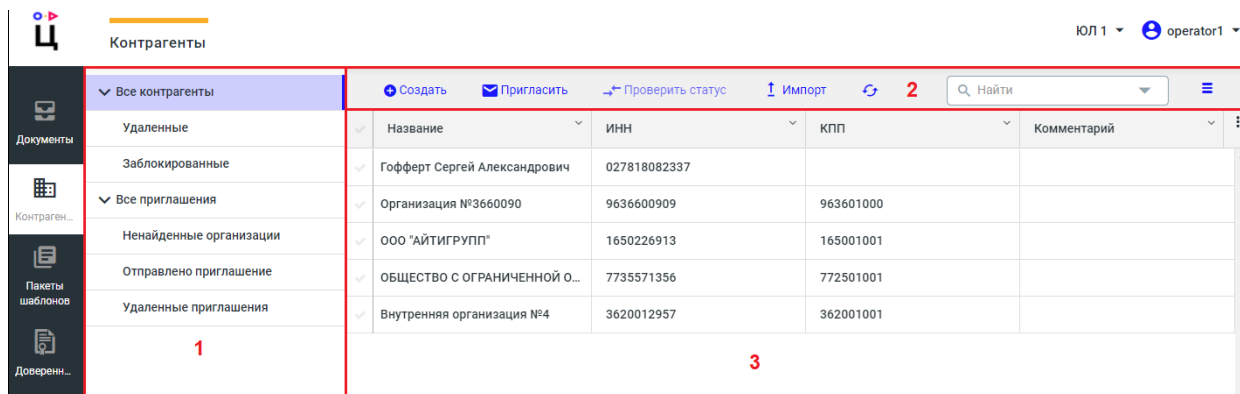 Ц
Контрагенты
ЮЛ 1
operator1
Документы
Контраген...
Пакеты
шаблонов
Доверенн...
Все контрагенты
Удаленные
Заблокированные
Все приглашения
Ненайденные организации
Отправлено приглашение
Удаленные приглашения
1
Создать Пригласить Проверить статус Импорт 2 Найти
Название ИНН КПП Комментарий
Гофферт Сергей Александрович 027818082337
Организация №3660090 9636600909 963601000
ООО "АЙТИГРУПП" 1650226913 165001001
ОБЩЕСТВО С ОГРАНИЧЕННОЙ О... 7735571356 772501001
Внутренняя организация №4 3620012957 362001001
3